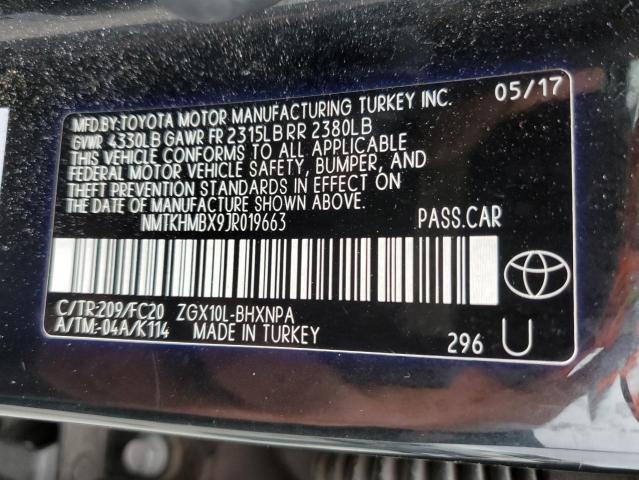 MFD.BY:TOYOTA MOTOR MANUFACTURING TURKEY INC. 05/17
GVWR 4330LB GAWR FR 2315LB RR 2380LB
THIS VEHICLE CONFORMS TO ALL APPLICABLE
FEDERAL MOTOR VEHICLE SAFETY, BUMPER, AND
THEFT PREVENTION STANDARDS IN EFFECT ON
THE DATE OF MANUFACTURE SHOWN ABOVE.
NMTKHMBX9JR019663 PASS.CAR
C/TR:209/FC20 ZGX10L-BHXNPA
A/TM:-04A/K114 MADE IN TURKEY 296 U